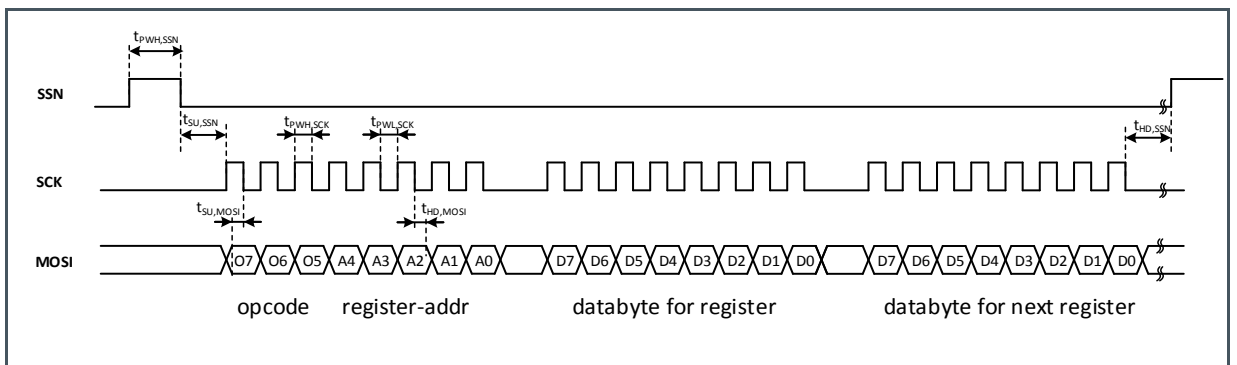 tPWH,SSN
SSN
tSU,SSN
tPWH,SCK
tPWL,SCK
tHD,SSN
SCK
tSU,MOSI
tHD,MOSI
MOSI
O7 O6 O5 A4 A3 A2 A1 A0 D7 D6 D5 D4 D3 D2 D1 D0 D7 D6 D5 D4 D3 D2 D1 D0
opcode register-addr databyte for register databyte for next register